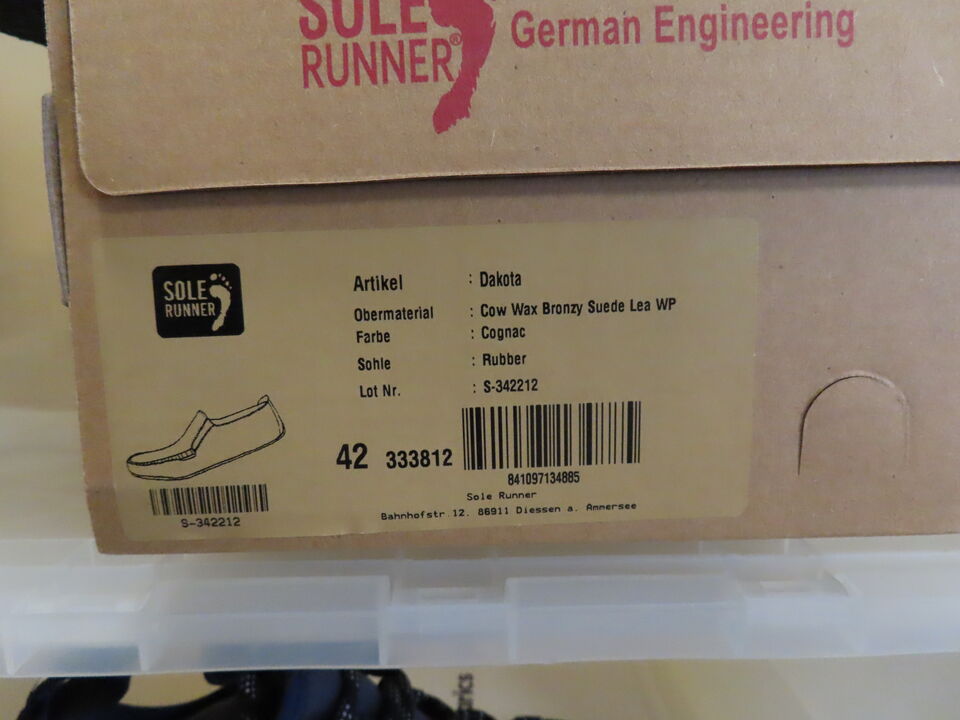 SOLE
RUNNER®
German Engineering
SOLE
RUNNER
Artikel : Dakota
Obermaterial : Cow Wax Bronzy Suede Lea WP
Farbe : Cognac
Sohle : Rubber
Lot Nr. : S-342212
42 333812
841097134885
S-342212
Sole Runner
Bahnhofstr.12. 86911 Diessen a. Ammersee